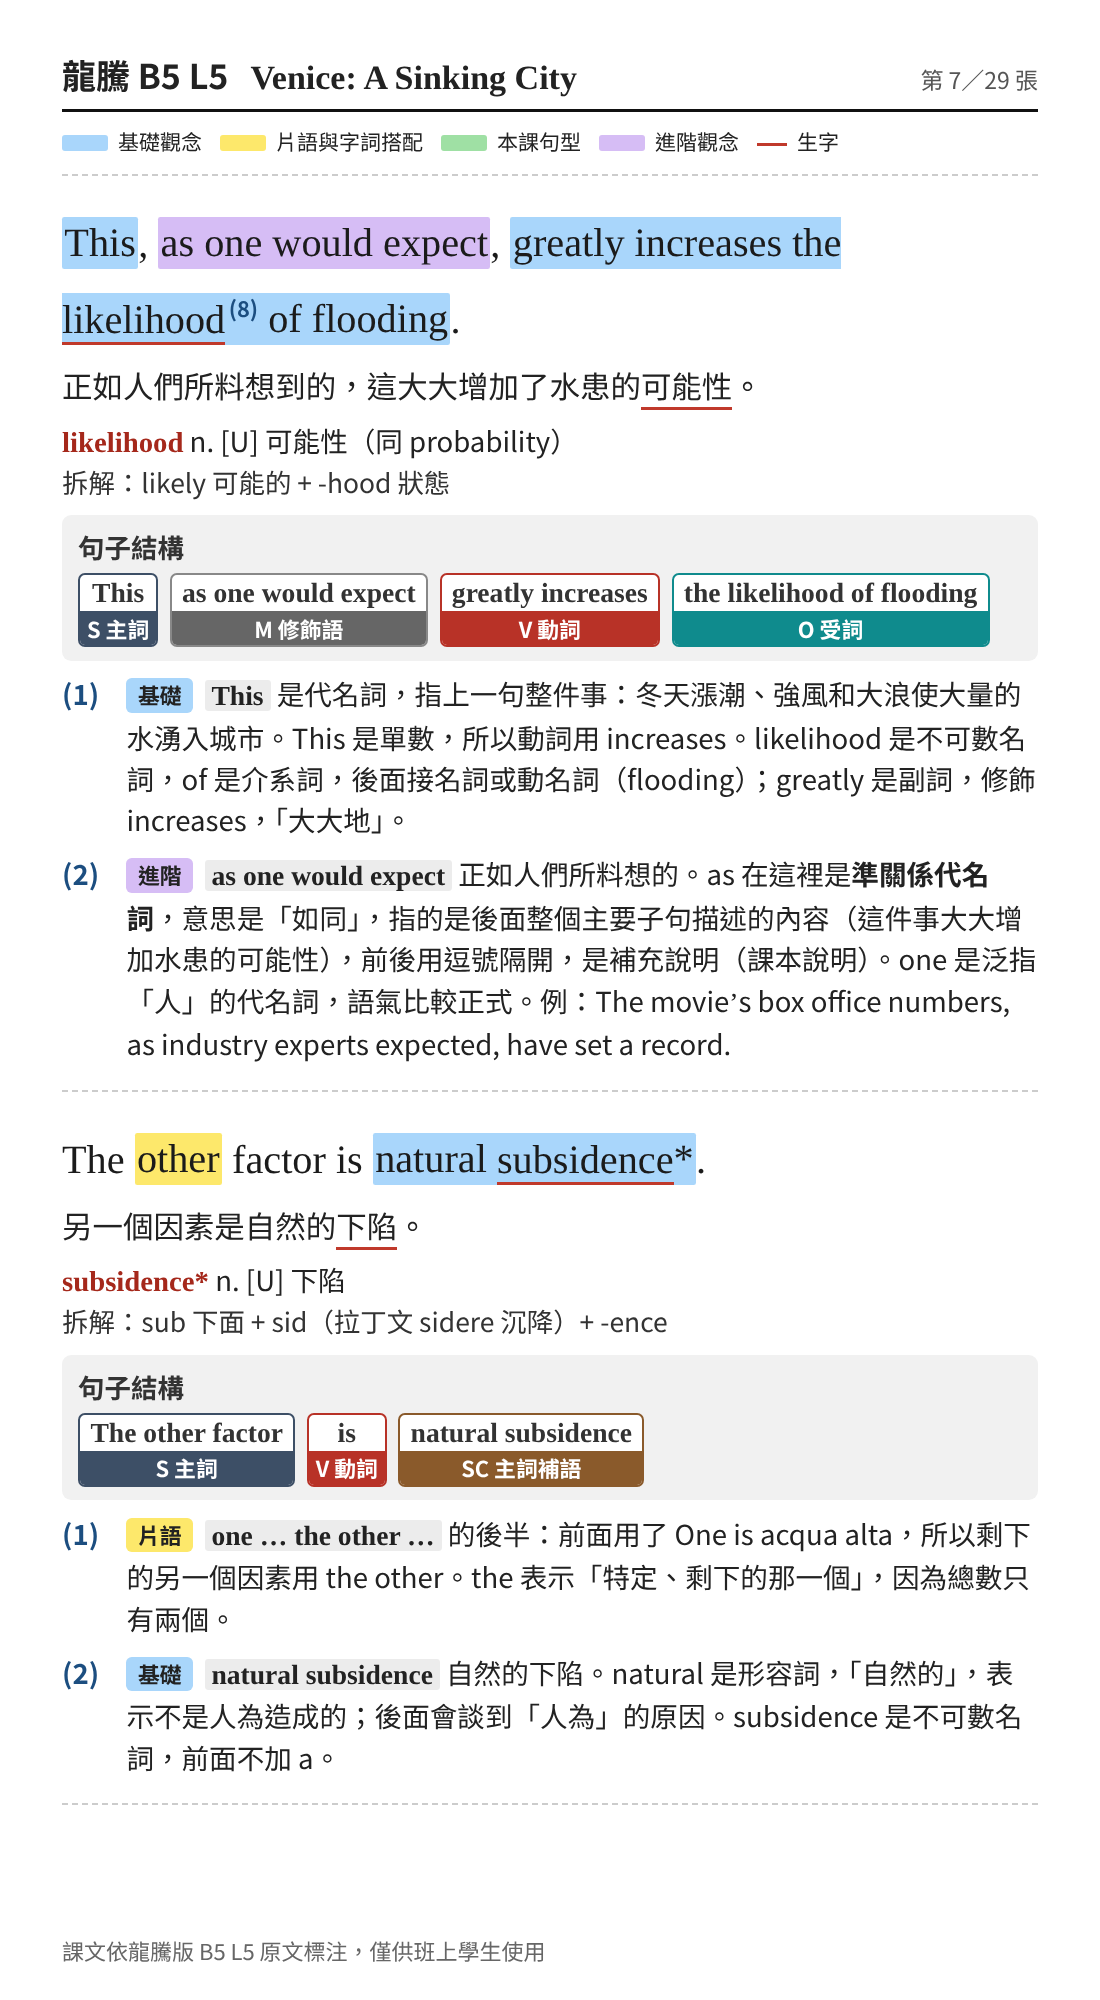 龍騰 B5 L5 Venice: A Sinking City 第 7／29 張
基礎觀念 片語與字詞搭配 本課句型 進階觀念 生字
This, as one would expect, greatly increases the
likelihood(8) of flooding.
正如人們所料想到的，這大大增加了水患的可能性。
likelihood n. [U] 可能性（同 probability）
拆解：likely 可能的 + -hood 狀態
句子結構
This as one would expect greatly increases the likelihood of flooding
S 主詞 M 修飾語 V 動詞 O 受詞
(1) 基礎 This 是代名詞，指上一句整件事：冬天漲潮、強風和大浪使大量的
水湧入城市。This 是單數，所以動詞用 increases。likelihood 是不可數名
詞，of 是介系詞，後面接名詞或動名詞（flooding）；greatly 是副詞，修飾
increases，「大大地」。
(2) 進階 as one would expect 正如人們所料想的。as 在這裡是準關係代名
詞，意思是「如同」，指的是後面整個主要子句描述的內容（這件事大大增
加水患的可能性），前後用逗號隔開，是補充說明（課本說明）。one 是泛指
「人」的代名詞，語氣比較正式。例：The movie’s box office numbers,
as industry experts expected, have set a record.
The other factor is natural subsidence*.
另一個因素是自然的下陷。
subsidence* n. [U] 下陷
拆解：sub 下面 + sid（拉丁文 sidere 沉降）+ -ence
句子結構
The other factor is natural subsidence
S 主詞 V 動詞 SC 主詞補語
(1) 片語 one … the other … 的後半：前面用了 One is acqua alta，所以剩下
的另一個因素用 the other。the 表示「特定、剩下的那一個」，因為總數只
有兩個。
(2) 基礎 natural subsidence 自然的下陷。natural 是形容詞，「自然的」，表
示不是人為造成的；後面會談到「人為」的原因。subsidence 是不可數名
詞，前面不加 a。
課文依龍騰版 B5 L5 原文標注，僅供班上學生使用